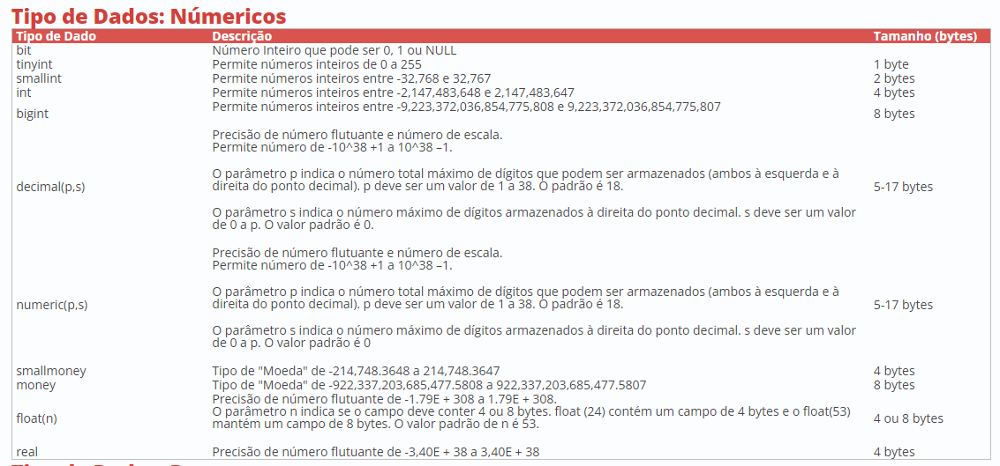 Tipo de Dados: Númericos
Tipo de Dado Descrição Tamanho (bytes)
bit Número Inteiro que pode ser 0, 1 ou NULL
tinyint Permite números inteiros de 0 a 255 1 byte
smallint Permite números inteiros entre -32,768 e 32,767 2 bytes
int Permite números inteiros entre -2,147,483,648 e 2,147,483,647 4 bytes
bigint Permite números inteiros entre -9,223,372,036,854,775,808 e 9,223,372,036,854,775,807 8 bytes
Precisão de número flutuante e número de escala.
Permite número de -10^38 +1 a 10^38 –1.
O parâmetro p indica o número total máximo de dígitos que podem ser armazenados (ambos à esquerda e à
decimal(p,s) direita do ponto decimal). p deve ser um valor de 1 a 38. O padrão é 18. 5-17 bytes
O parâmetro s indica o número máximo de dígitos armazenados à direita do ponto decimal. s deve ser um valor
de 0 a p. O valor padrão é 0.
Precisão de número flutuante e número de escala.
Permite número de -10^38 +1 a 10^38 –1.
O parâmetro p indica o número total máximo de dígitos que podem ser armazenados (ambos à esquerda e à
numeric(p,s) direita do ponto decimal). p deve ser um valor de 1 a 38. O padrão é 18. 5-17 bytes
O parâmetro s indica o número máximo de dígitos armazenados à direita do ponto decimal. s deve ser um valor
de 0 a p. O valor padrão é 0
smallmoney Tipo de "Moeda" de -214,748.3648 a 214,748.3647 4 bytes
money Tipo de "Moeda" de -922,337,203,685,477.5808 a 922,337,203,685,477.5807 8 bytes
Precisão de número flutuante de -1.79E + 308 a 1.79E + 308.
float(n) O parâmetro n indica se o campo deve conter 4 ou 8 bytes. float (24) contém um campo de 4 bytes e o float(53) 4 ou 8 bytes
mantém um campo de 8 bytes. O valor padrão de n é 53.
real Precisão de número flutuante de -3,40E + 38 a 3,40E + 38 4 bytes